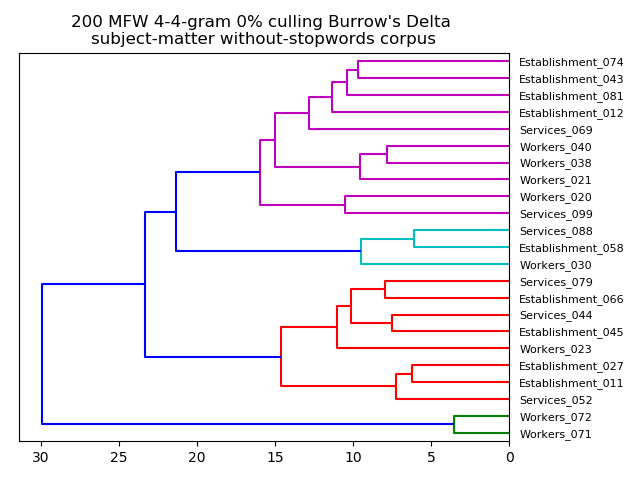 200 MFW 4-4-gram 0% culling Burrow's Delta
subject-matter without-stopwords corpus
Establishment_074
Establishment_043
Establishment_081
Establishment_012
Services_069
Workers_040
Workers_038
Workers_021
Workers_020
Services_099
Services_088
Establishment_058
Workers_030
Services_079
Establishment_066
Services_044
Establishment_045
Workers_023
Establishment_027
Establishment_011
Services_052
Workers_072
Workers_071
30 25 20 15 10 5 0